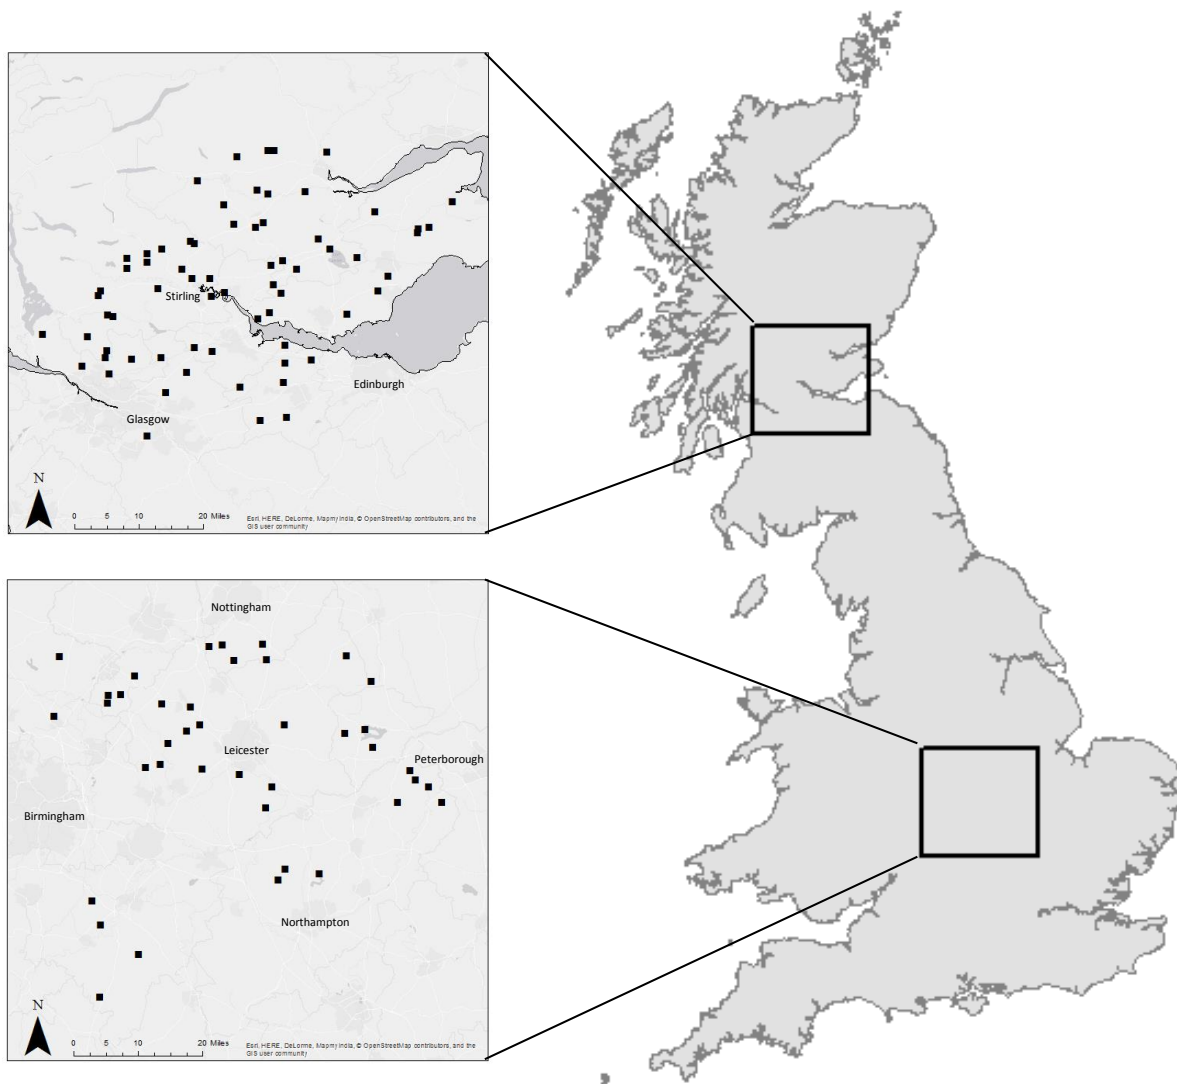 Stirling
Edinburgh
Glasgow
N
0 5 10 20 Miles
Esri, HERE, DeLorme, MapmyIndia, © OpenStreetMap contributors, and the
GIS user community
Nottingham
Leicester
Peterborough
Birmingham
Northampton
N
0 5 10 20 Miles
Esri, HERE, DeLorme, MapmyIndia, © OpenStreetMap contributors, and the
GIS user community